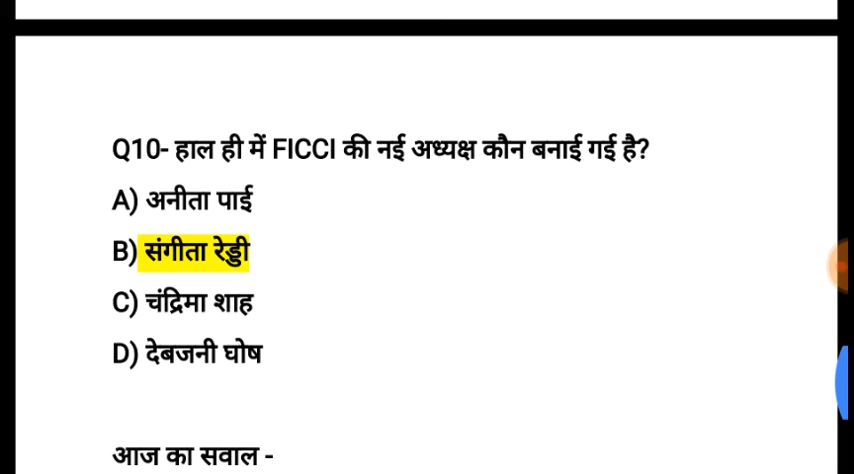 Q10- हाल ही में FICCI की नई अध्यक्ष कौन बनाई गई है?
A) अनीता पाई
B) संगीता रेड्डी
C) चंद्रिमा शाह
D) देबजनी घोष
आज का सवाल -